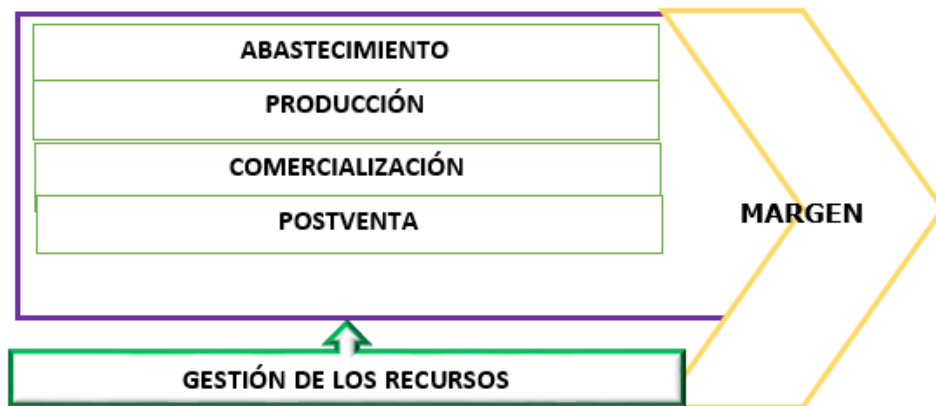 ABASTECIMIENTO
PRODUCCIÓN
COMERCIALIZACIÓN
POSTVENTA
MARGEN
GESTIÓN DE LOS RECURSOS